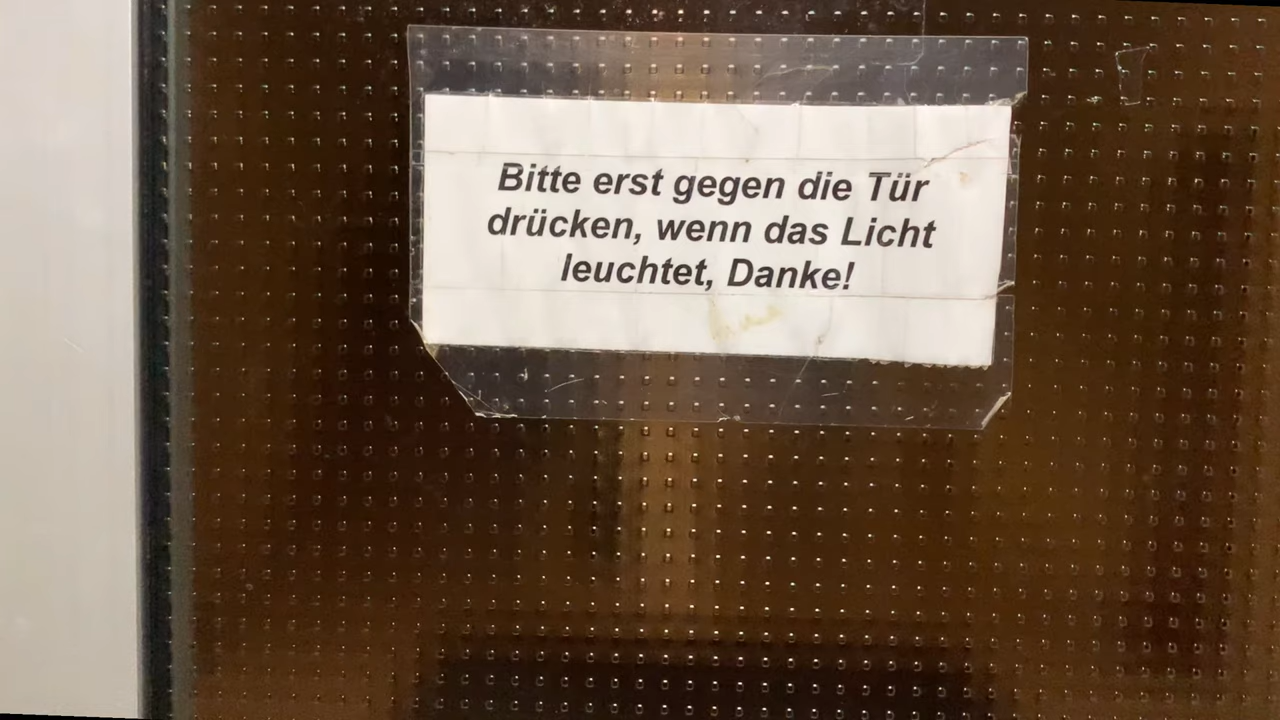 Bitte erst gegen die Tür
drücken, wenn das Licht
leuchtet, Danke!